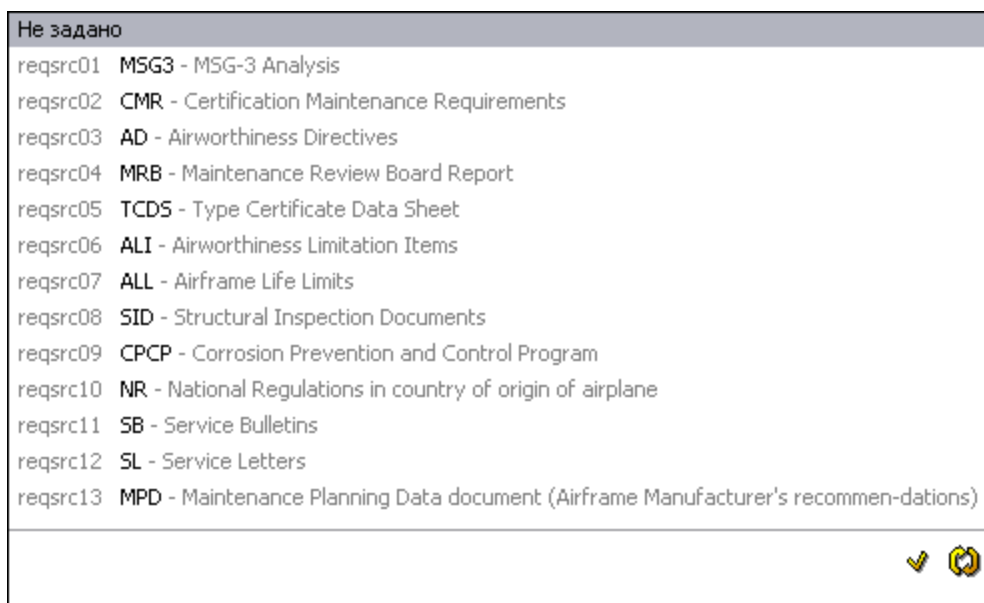 Не задано
reqsrc01 MSG3 - MSG-3 Analysis
reqsrc02 CMR - Certification Maintenance Requirements
reqsrc03 AD - Airworthiness Directives
reqsrc04 MRB - Maintenance Review Board Report
reqsrc05 TCDS - Type Certificate Data Sheet
reqsrc06 ALI - Airworthiness Limitation Items
reqsrc07 ALL - Airframe Life Limits
reqsrc08 SID - Structural Inspection Documents
reqsrc09 CPCP - Corrosion Prevention and Control Program
reqsrc10 NR - National Regulations in country of origin of airplane
reqsrc11 SB - Service Bulletins
reqsrc12 SL - Service Letters
reqsrc13 MPD - Maintenance Planning Data document (Airframe Manufacturer's recommen-dations)